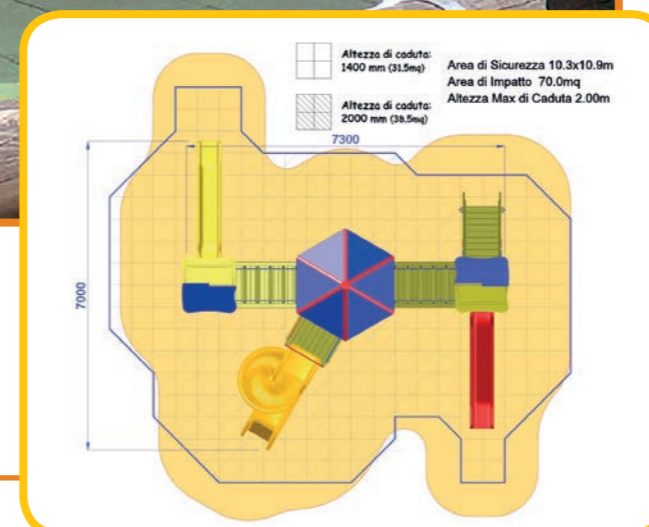 Altezza di caduta:
1400 mm (31.5mq)
Altezza di caduta:
2000 mm (38.5mq)
Area di Sicurezza 10.3x10.9m
Area di Impatto 70.0mq
Altezza Max di Caduta 2.00m
7300
7000